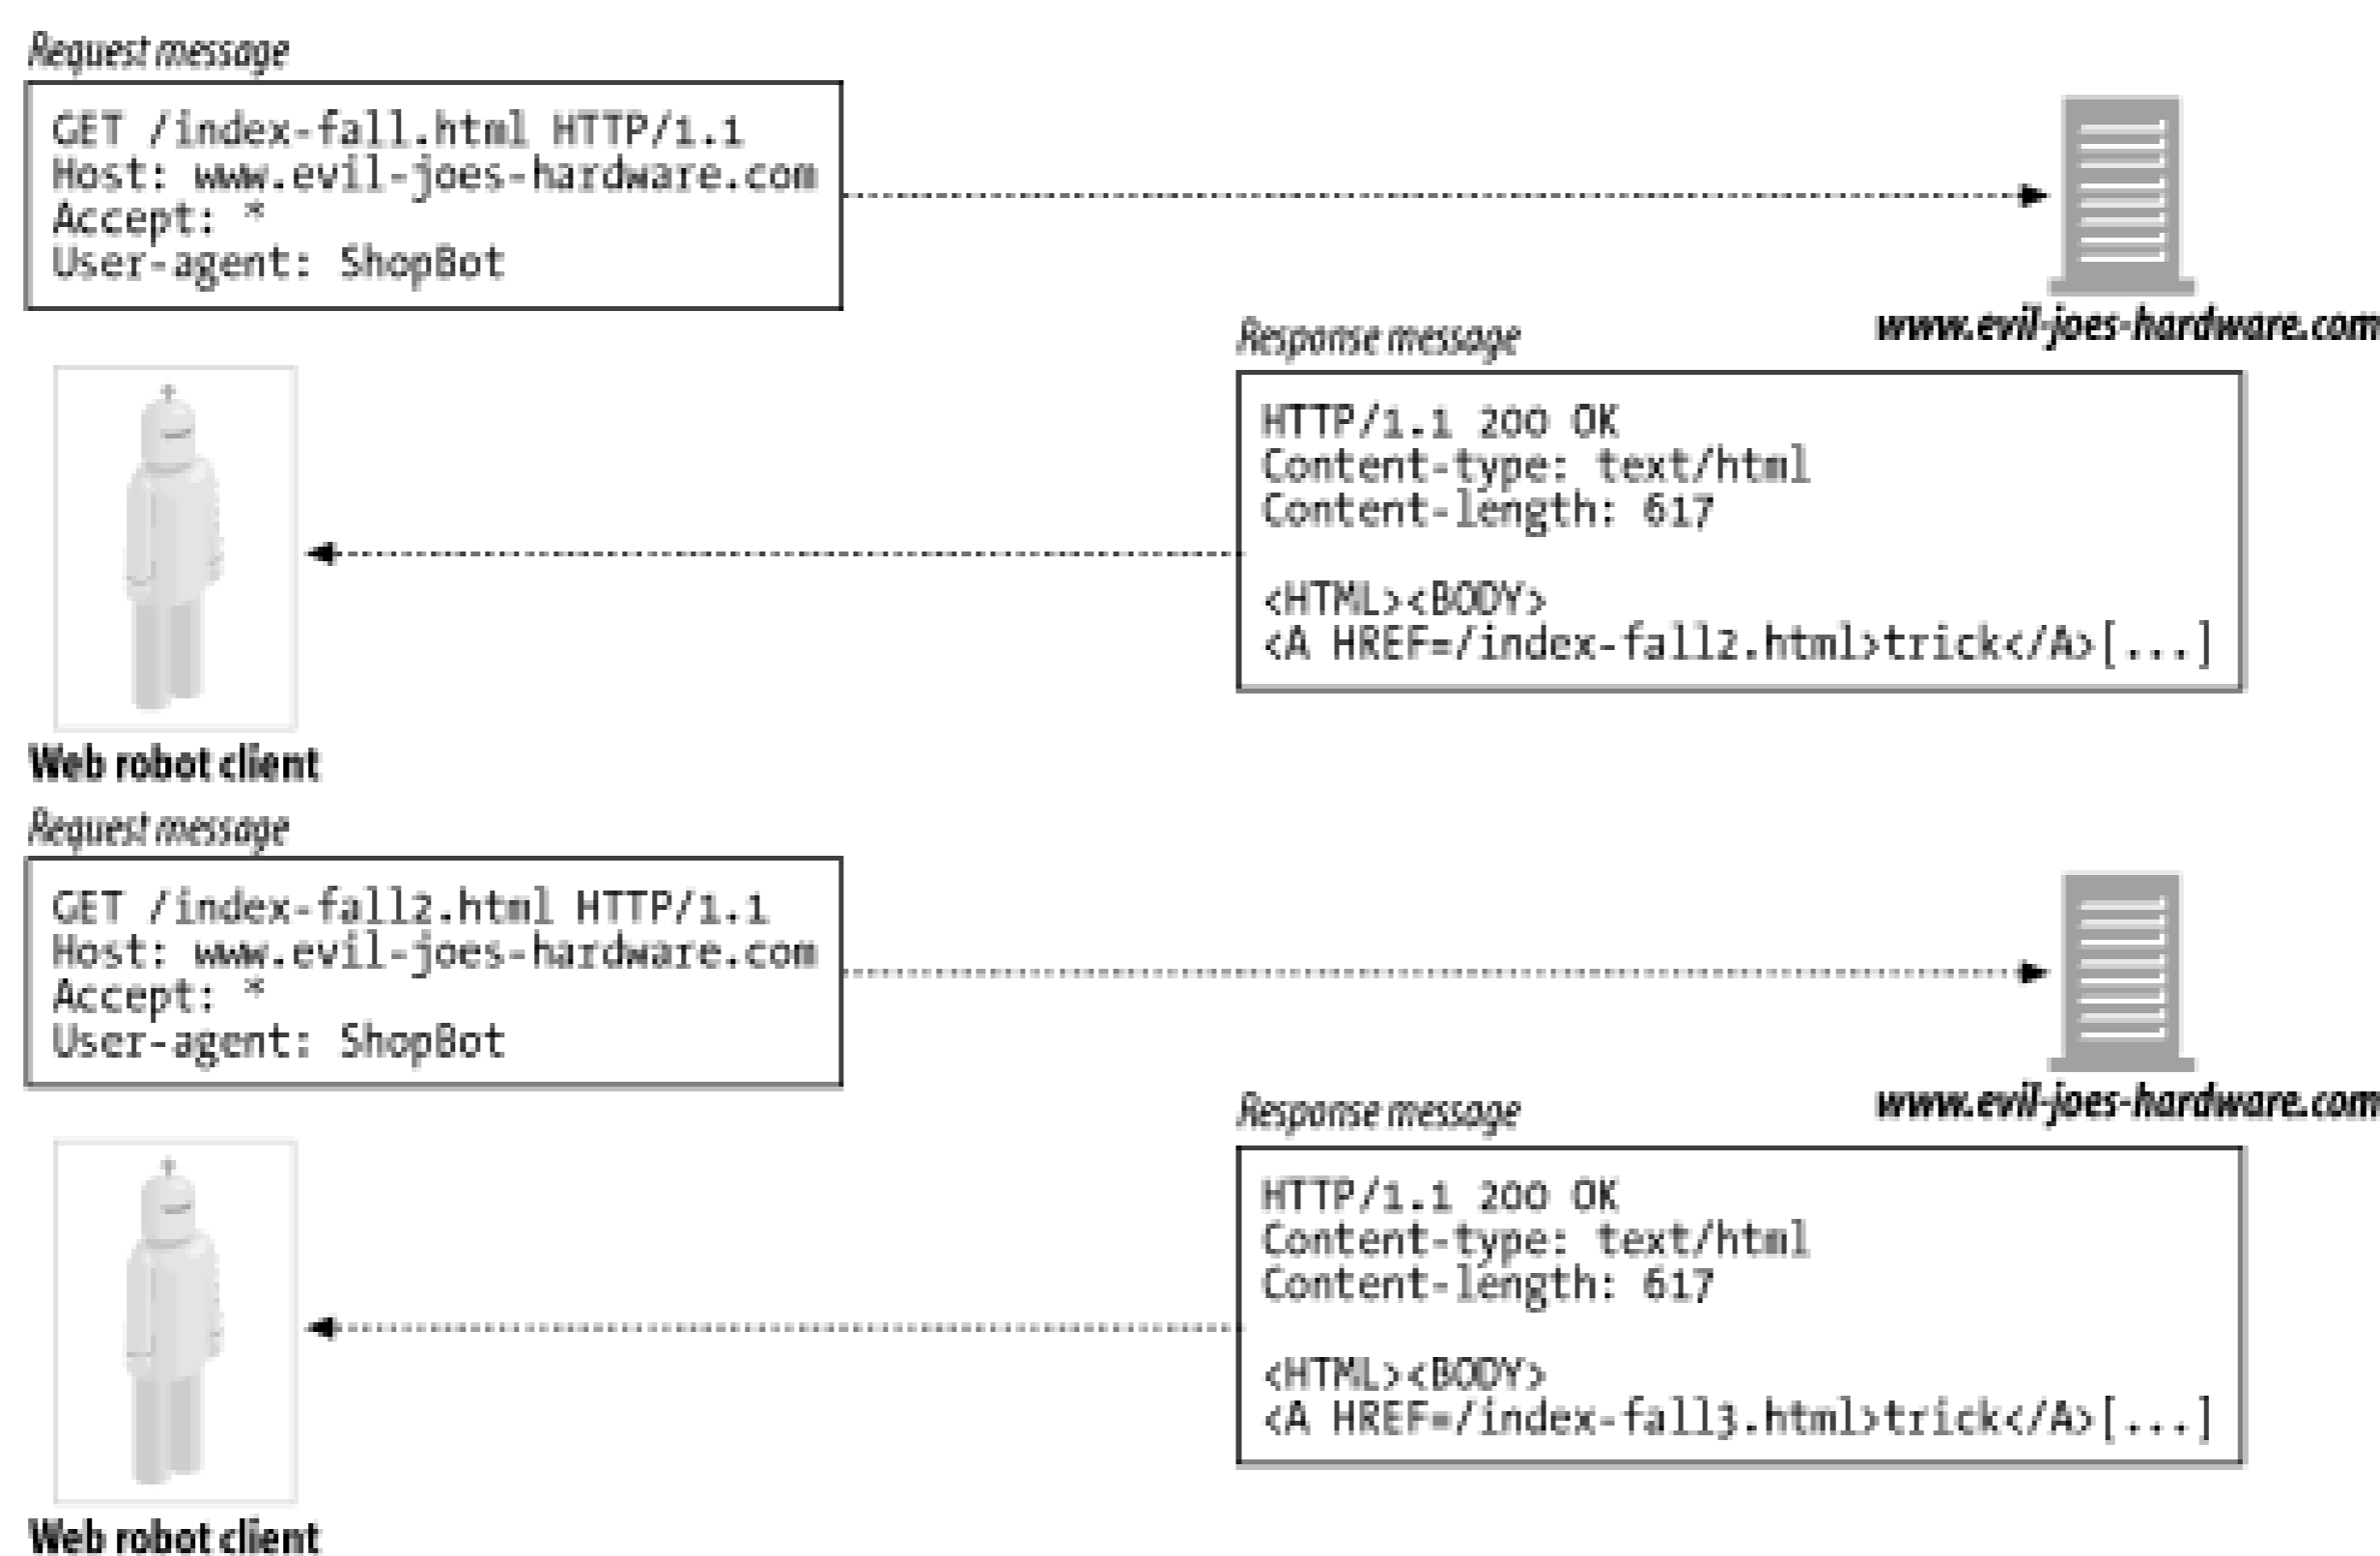 Request message
GET /index-fall.html HTTP/1.1
Host: www.evil-joes-hardware.com
Accept: *
User-agent: ShopBot
www.evil-joes-hardware.com
Response message
HTTP/1.1 200 OK
Content-type: text/html
Content-length: 617
<HTML><BODY>
<A HREF=/index-fall2.html>trick</A>[...]
Web robot client
Request message
GET /index-fall2.html HTTP/1.1
Host: www.evil-joes-hardware.com
Accept: *
User-agent: ShopBot
www.evil-joes-hardware.com
Response message
HTTP/1.1 200 OK
Content-type: text/html
Content-length: 617
<HTML><BODY>
<A HREF=/index-fall3.html>trick</A>[...]
Web robot client